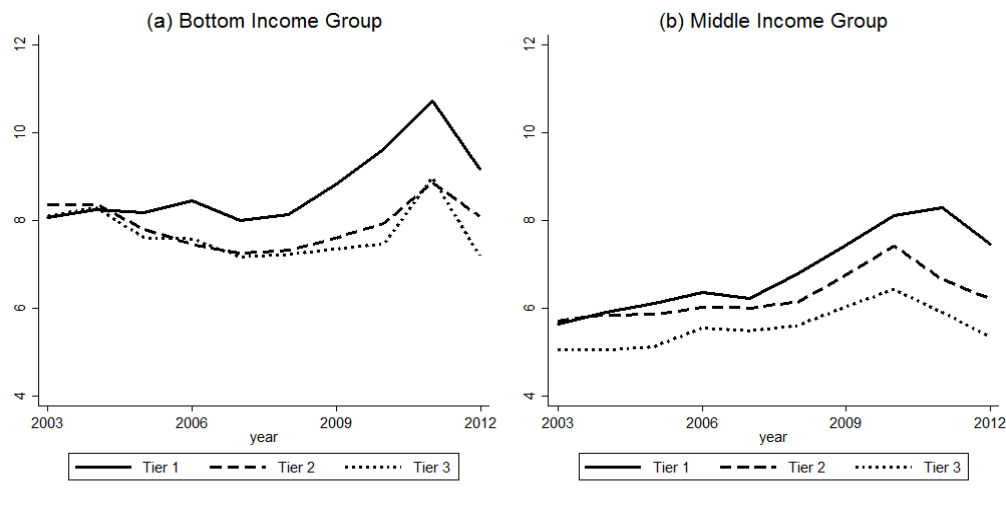 (a) Bottom Income Group
12
10
8
6
4
2003 2006 2009 2012
year
Tier 1 Tier 2 Tier 3
(b) Middle Income Group
12
10
8
6
4
2003 2006 2009 2012
year
Tier 1 Tier 2 Tier 3